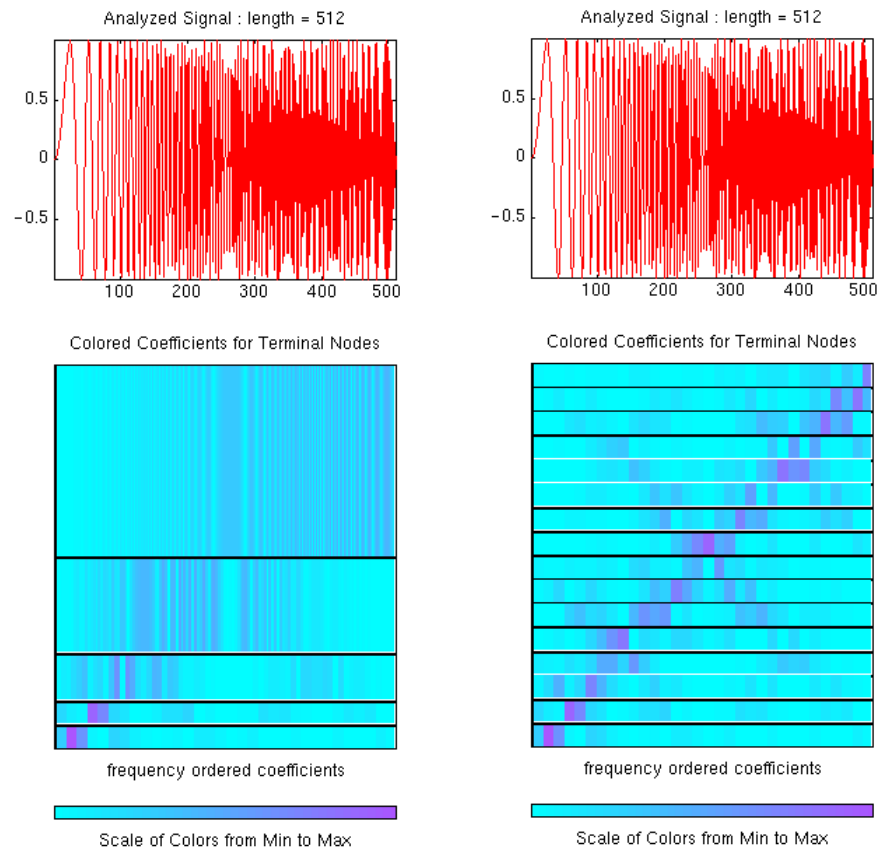 Analyzed Signal : length = 512
0.5
0
−0.5
100 200 300 400 500
Colored Coefficients for Terminal Nodes
frequency ordered coefficients
Scale of Colors from Min to Max
Analyzed Signal : length = 512
0.5
0
−0.5
100 200 300 400 500
Colored Coefficients for Terminal Nodes
frequency ordered coefficients
Scale of Colors from Min to Max